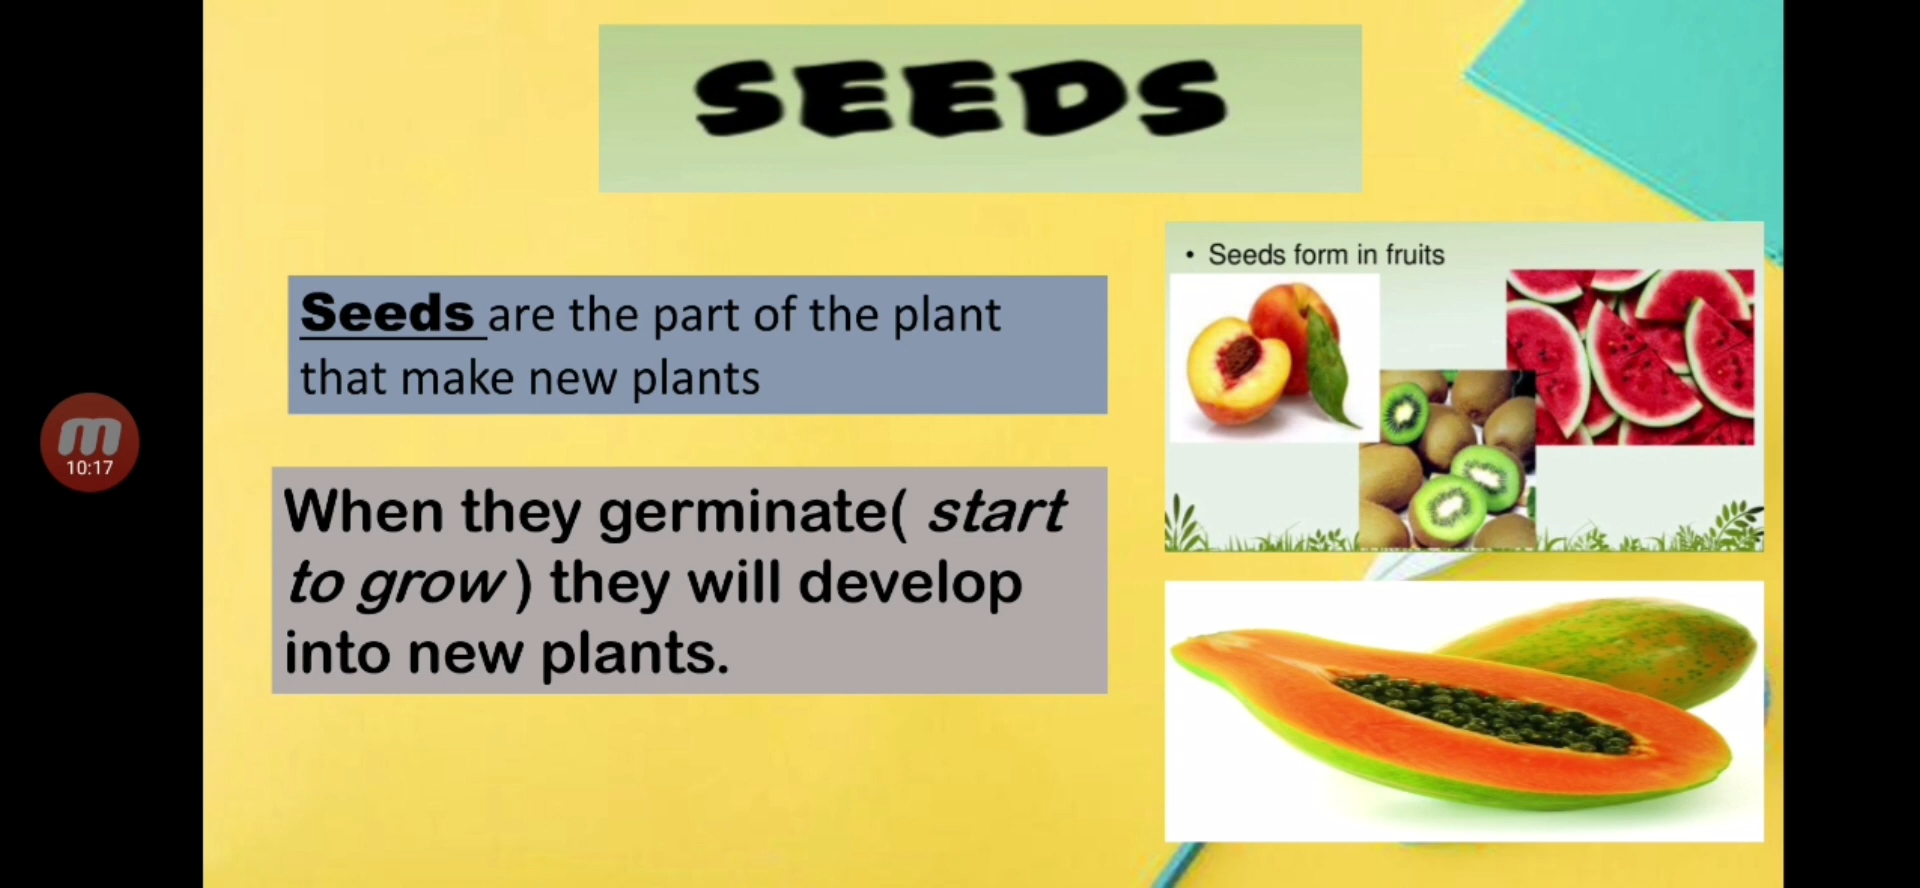 SEEDS
• Seeds form in fruits
Seeds are the part of the plant
that make new plants
When they germinate( start
to grow ) they will develop
into new plants.
m
10:17